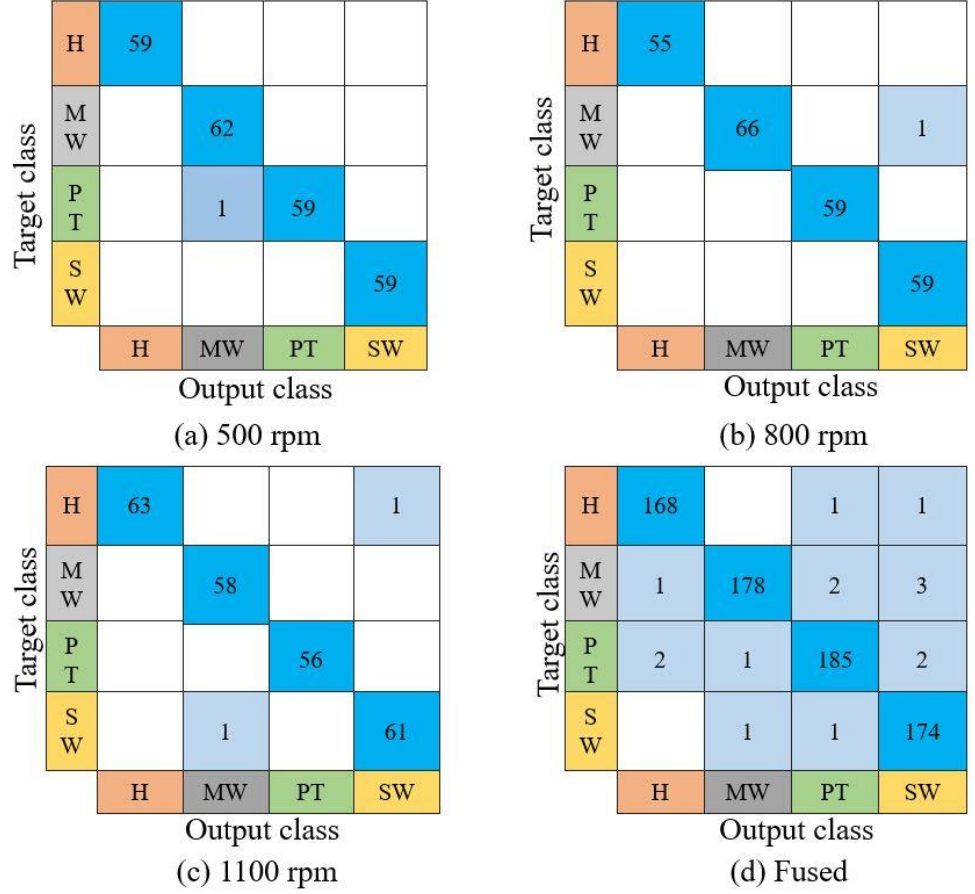 H 59
M
W
62
P
T
1 59
S
W
59
H MW PT SW
Target class
Output class
(a) 500 rpm
H 55
M
W
66 1
P
T
59
S
W
59
H MW PT SW
Target class
Output class
(b) 800 rpm
H 63 1
M
W
58
P
T
56
S
W
1 61
H MW PT SW
Target class
Output class
(c) 1100 rpm
H 168 1 1
M
W
1 178 2 3
P
T
2 1 185 2
S
W
1 1 174
H MW PT SW
Target class
Output class
(d) Fused